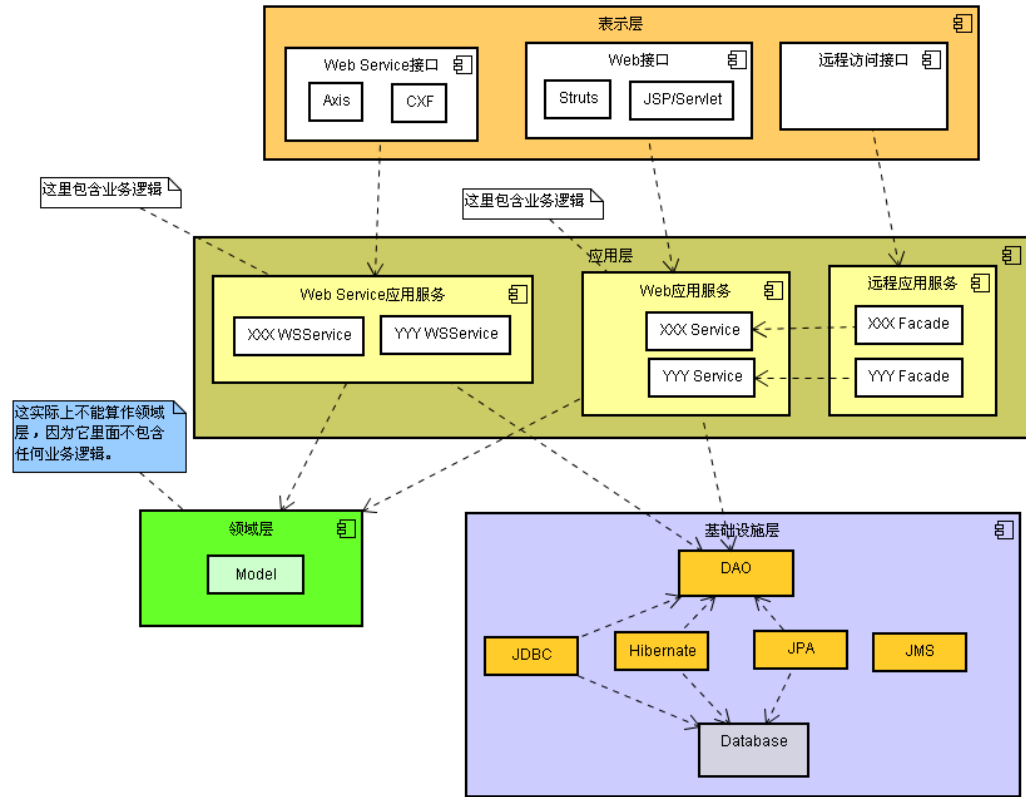 表示层
Web Service接口
Axis
CXF
Web接口
Struts
JSP/Servlet
远程访问接口
这里包含业务逻辑
这里包含业务逻辑
应用层
Web Service应用服务
XXX WSService
YYY WSService
Web应用服务
XXX Service
YYY Service
远程应用服务
XXX Facade
YYY Facade
这实际上不能算作领域
层，因为它里面不包含
任何业务逻辑。
领域层
Model
基础设施层
DAO
JDBC
Hibernate
JPA
JMS
Database